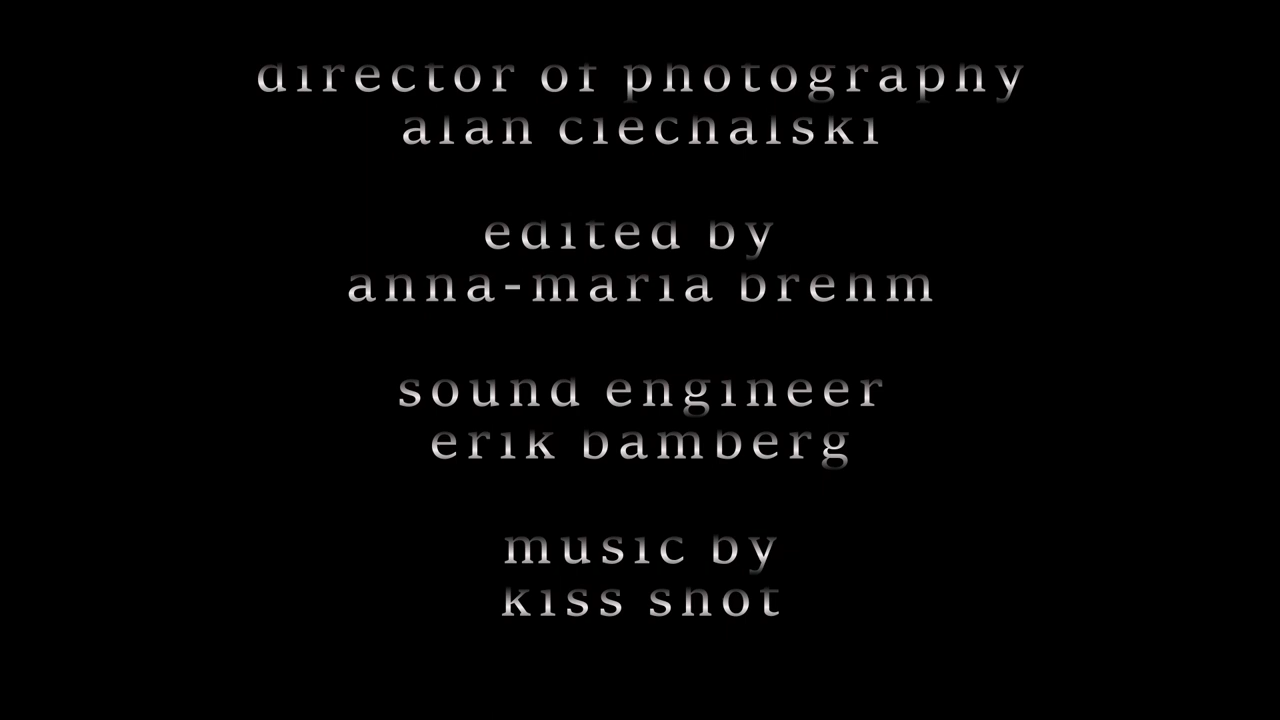 director of photography
alan ciechalski
edited by
anna-maria brehm
sound engineer
erik bamberg
music by
kiss shot